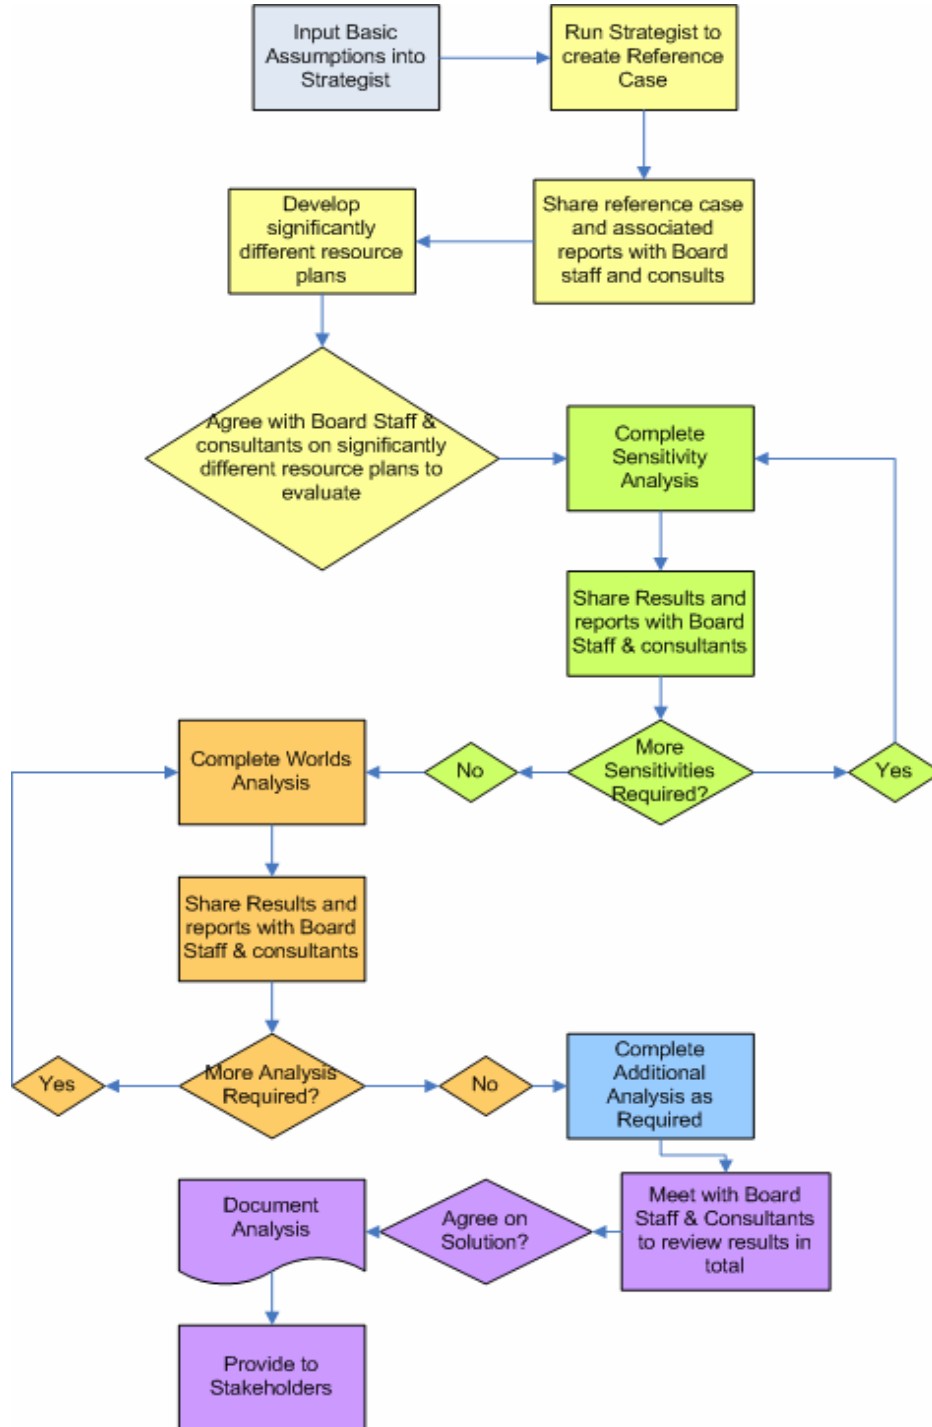 Input Basic
Assumptions into
Strategist
Run Strategist to
create Reference
Case
Share reference case
and associated
reports with Board
staff and consults
Develop
significantly
different resource
plans
Agree with Board Staff &
consultants on significantly
different resource plans to
evaluate
Complete
Sensitivity
Analysis
Share Results and
reports with Board
Staff & consultants
More
Sensitivities
Required?
Yes
No
Complete Worlds
Analysis
Share Results and
reports with Board
Staff & consultants
More Analysis
Required?
Yes
No
Complete
Additional
Analysis as
Required
Meet with Board
Staff & Consultants
to review results in
total
Agree on
Solution?
Document
Analysis
Provide to
Stakeholders